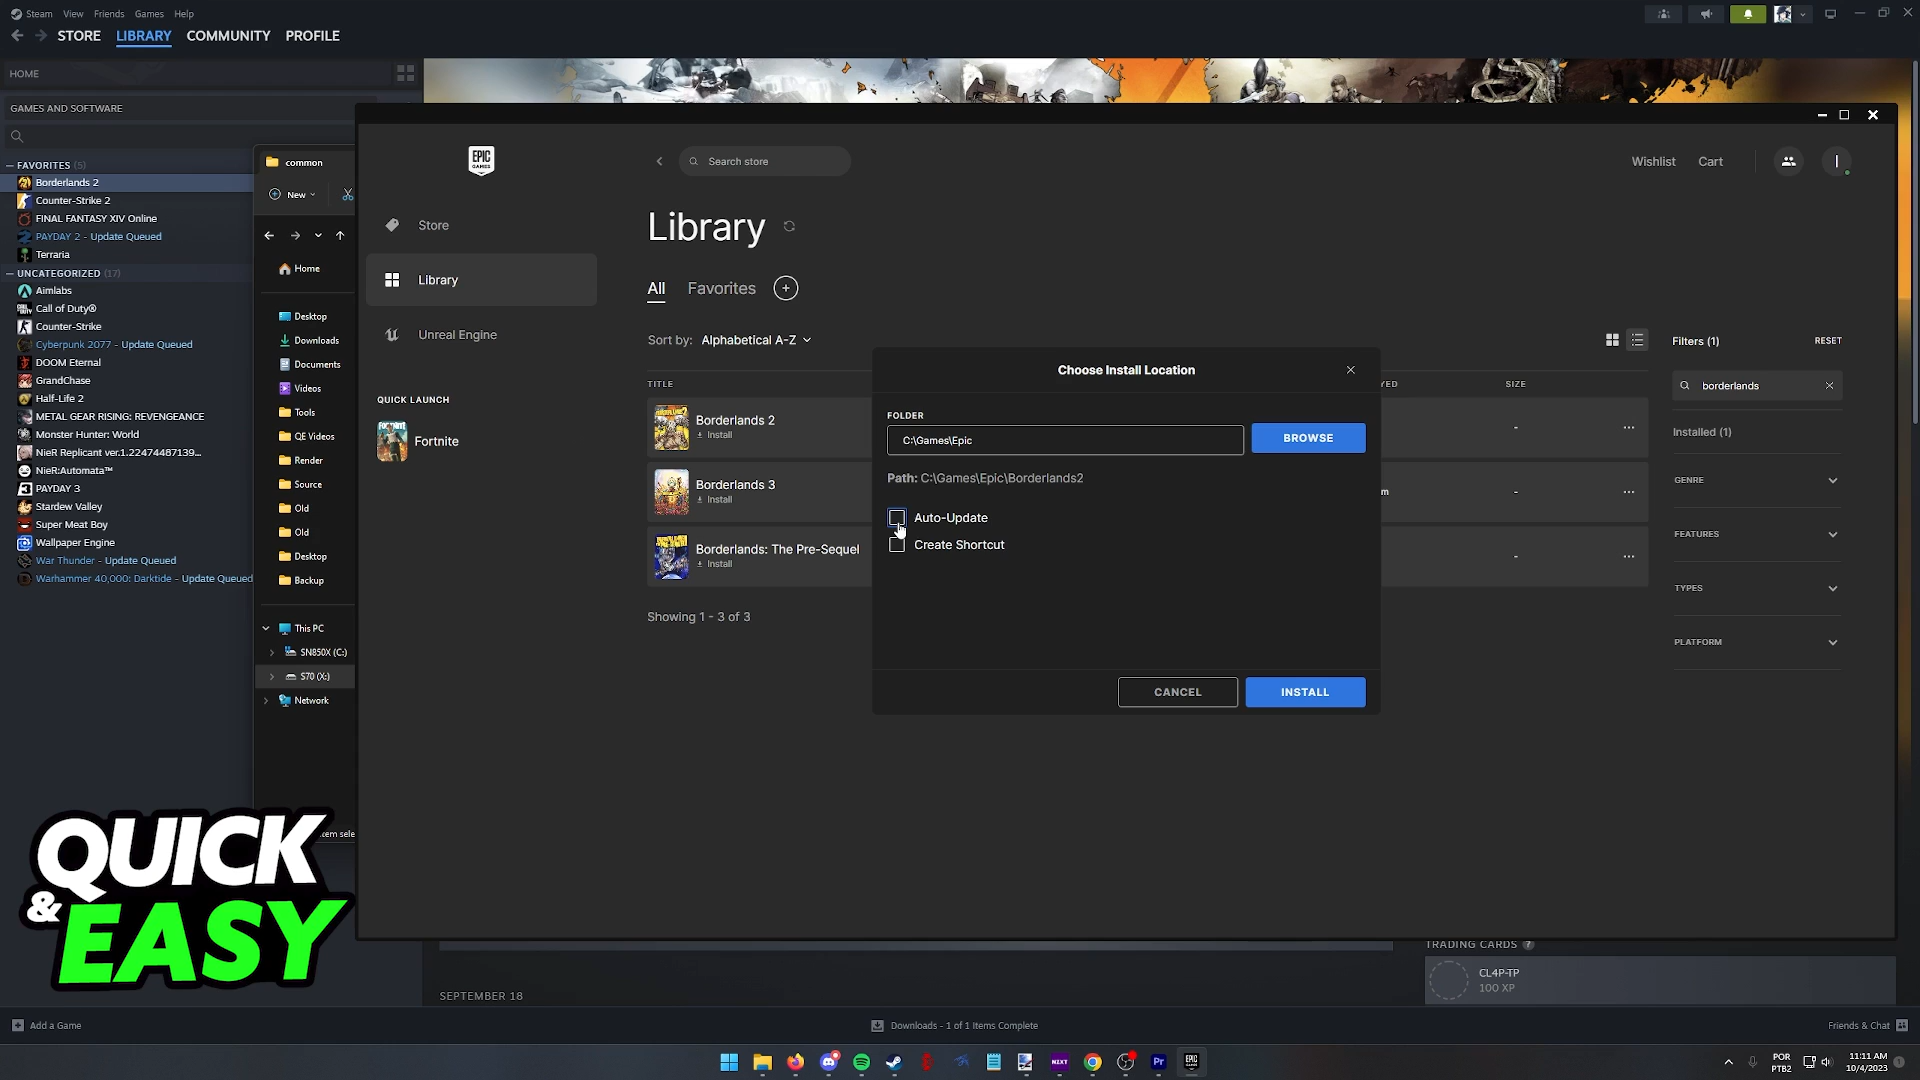 Steam View Friends Games Help
STORE LIBRARY COMMUNITY PROFILE
HOME
GAMES AND SOFTWARE
FAVORITES (5)
Borderlands 2
Counter-Strike 2
FINAL FANTASY XIV Online
PAYDAY 2 - Update Queued
Terraria
UNCATEGORIZED (17)
Aimlabs
Call of Duty®
Counter-Strike
Cyberpunk 2077 - Update Queued
DOOM Eternal
GrandChase
Half-Life 2
METAL GEAR RISING: REVENGEANCE
Monster Hunter: World
NieR Replicant ver.1.22474487139...
NieR:Automata™
PAYDAY 3
Stardew Valley
Super Meat Boy
Wallpaper Engine
War Thunder - Update Queued
Warhammer 40,000: Darktide - Update Queued
common
New
Home
Desktop
Downloads
Documents
Videos
Tools
QE Videos
Render
Source
Old
Old
Desktop
Backup
This PC
SN850X (C:)
S70 (X:)
Network
tem sele
EPIC GAMES
Search store
Wishlist Cart
I
Store
Library
Unreal Engine
QUICK LAUNCH
Fortnite
Library
All Favorites
Sort by: Alphabetical A-Z
TITLE
YED SIZE
Borderlands 2
Install
-
Borderlands 3
Install
m -
Borderlands: The Pre-Sequel
Install
-
Showing 1 - 3 of 3
Filters (1) RESET
borderlands
Installed (1)
GENRE
FEATURES
TYPES
PLATFORM
Choose Install Location
FOLDER
C:\Games\Epic BROWSE
Path: C:\Games\Epic\Borderlands2
Auto-Update
Create Shortcut
CANCEL INSTALL
QUICK
& EASY
SEPTEMBER 18
TRADING CARDS ?
CL4P-TP
100 XP
Add a Game Downloads - 1 of 1 Items Complete Friends & Chat
NZXT Pr EPIC GAMES
POR
PTB2
11:11 AM
10/4/2023